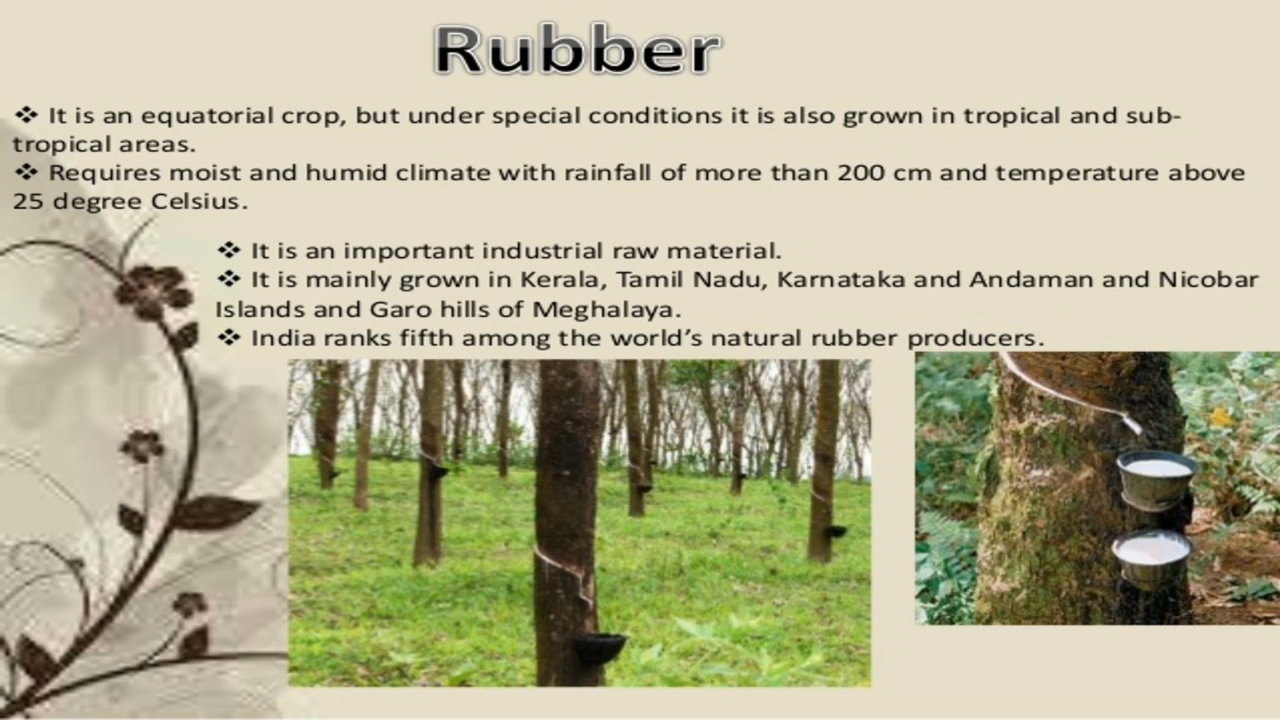 Rubber
❖ It is an equatorial crop, but under special conditions it is also grown in tropical and sub-
tropical areas.
❖ Requires moist and humid climate with rainfall of more than 200 cm and temperature above
25 degree Celsius.
❖ It is an important industrial raw material.
❖ It is mainly grown in Kerala, Tamil Nadu, Karnataka and Andaman and Nicobar
Islands and Garo hills of Meghalaya.
❖ India ranks fifth among the world’s natural rubber producers.